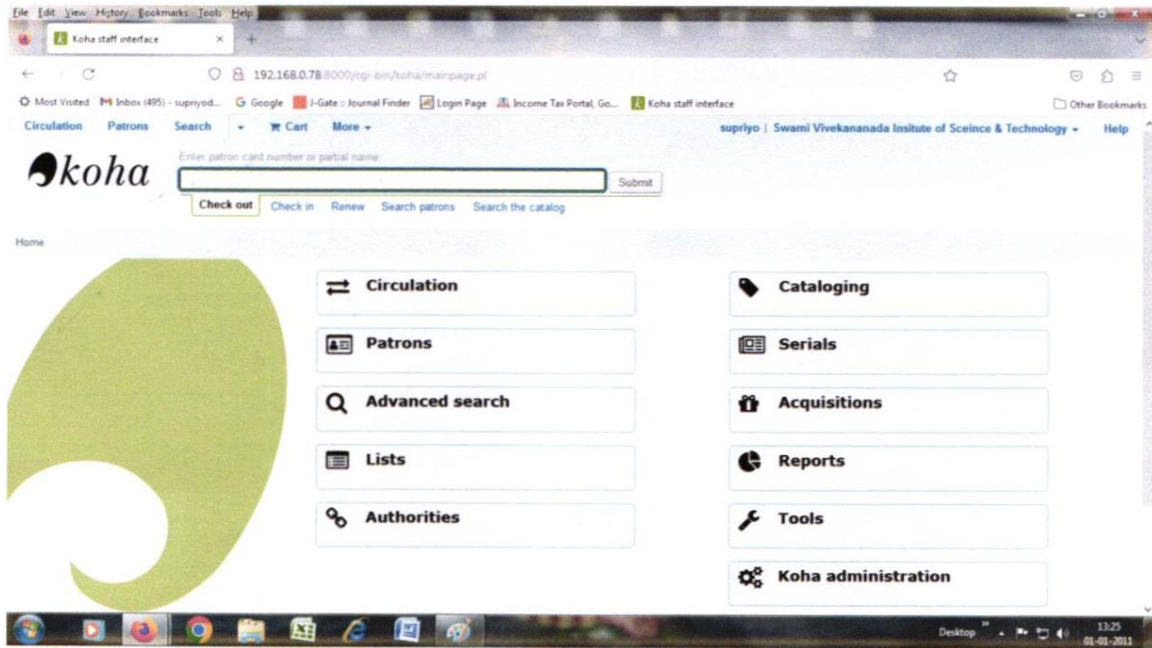 File Edit View History Bookmarks Tools Help
Koha staff interface
192.168.0.78:8000/cgi-bin/koha/mainpage.pl
Most Visited Inbox (495) - supriyod... Google J-Gate :: Journal Finder Login Page Income Tax Portal, Go... Koha staff interface Other Bookmarks
Circulation Patrons Search Cart More supriyo | Swami Vivekananada Insitute of Sceince & Technology Help
koha
Enter patron card number or partial name:
Submit
Check out Check in Renew Search patrons Search the catalog
Home
Circulation Cataloging
Patrons Serials
Advanced search Acquisitions
Lists Reports
Authorities Tools
Koha administration
Desktop 13:25
01-01-2011